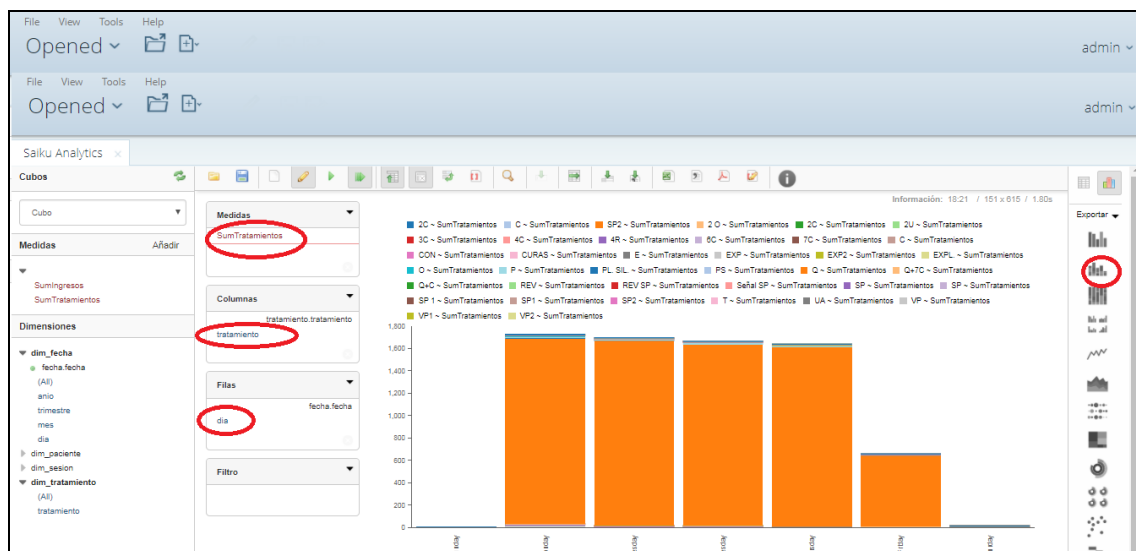 File View Tools Help
Opened
admin
File View Tools Help
Opened
admin
Saiku Analytics
Cubos
Cubo
Medidas Añadir
SumIngresos
SumTratamientos
Dimensiones
dim_fecha
fecha.fecha
(All)
anio
trimestre
mes
dia
dim_paciente
dim_sesion
dim_tratamiento
(All)
tratamiento
Medidas
SumTratamientos
Columnas
tratamiento.tratamiento
tratamiento
Filas
fecha.fecha
dia
Filtro
Información: 18:21 / 151 x 615 / 1.80s
2C ~ SumTratamientos C ~ SumTratamientos SP2 ~ SumTratamientos 2 O ~ SumTratamientos 2C ~ SumTratamientos 2U ~ SumTratamientos
3C ~ SumTratamientos 4C ~ SumTratamientos 4R ~ SumTratamientos 6C ~ SumTratamientos 7C ~ SumTratamientos C ~ SumTratamientos
CON ~ SumTratamientos CURAS ~ SumTratamientos E ~ SumTratamientos EXP ~ SumTratamientos EXP2 ~ SumTratamientos EXPL. ~ SumTratamientos
O ~ SumTratamientos P ~ SumTratamientos PL. SIL. ~ SumTratamientos PS ~ SumTratamientos Q ~ SumTratamientos Q+7C ~ SumTratamientos
Q+C ~ SumTratamientos REV ~ SumTratamientos REV SP ~ SumTratamientos Señal SP ~ SumTratamientos SP ~ SumTratamientos SP ~ SumTratamientos
SP 1 ~ SumTratamientos SP1 ~ SumTratamientos SP2 ~ SumTratamientos T ~ SumTratamientos UA ~ SumTratamientos VP ~ SumTratamientos
VP1 ~ SumTratamientos VP2 ~ SumTratamientos
1,800
1,600
1,400
1,200
1,000
800
600
400
200
0
Exportar